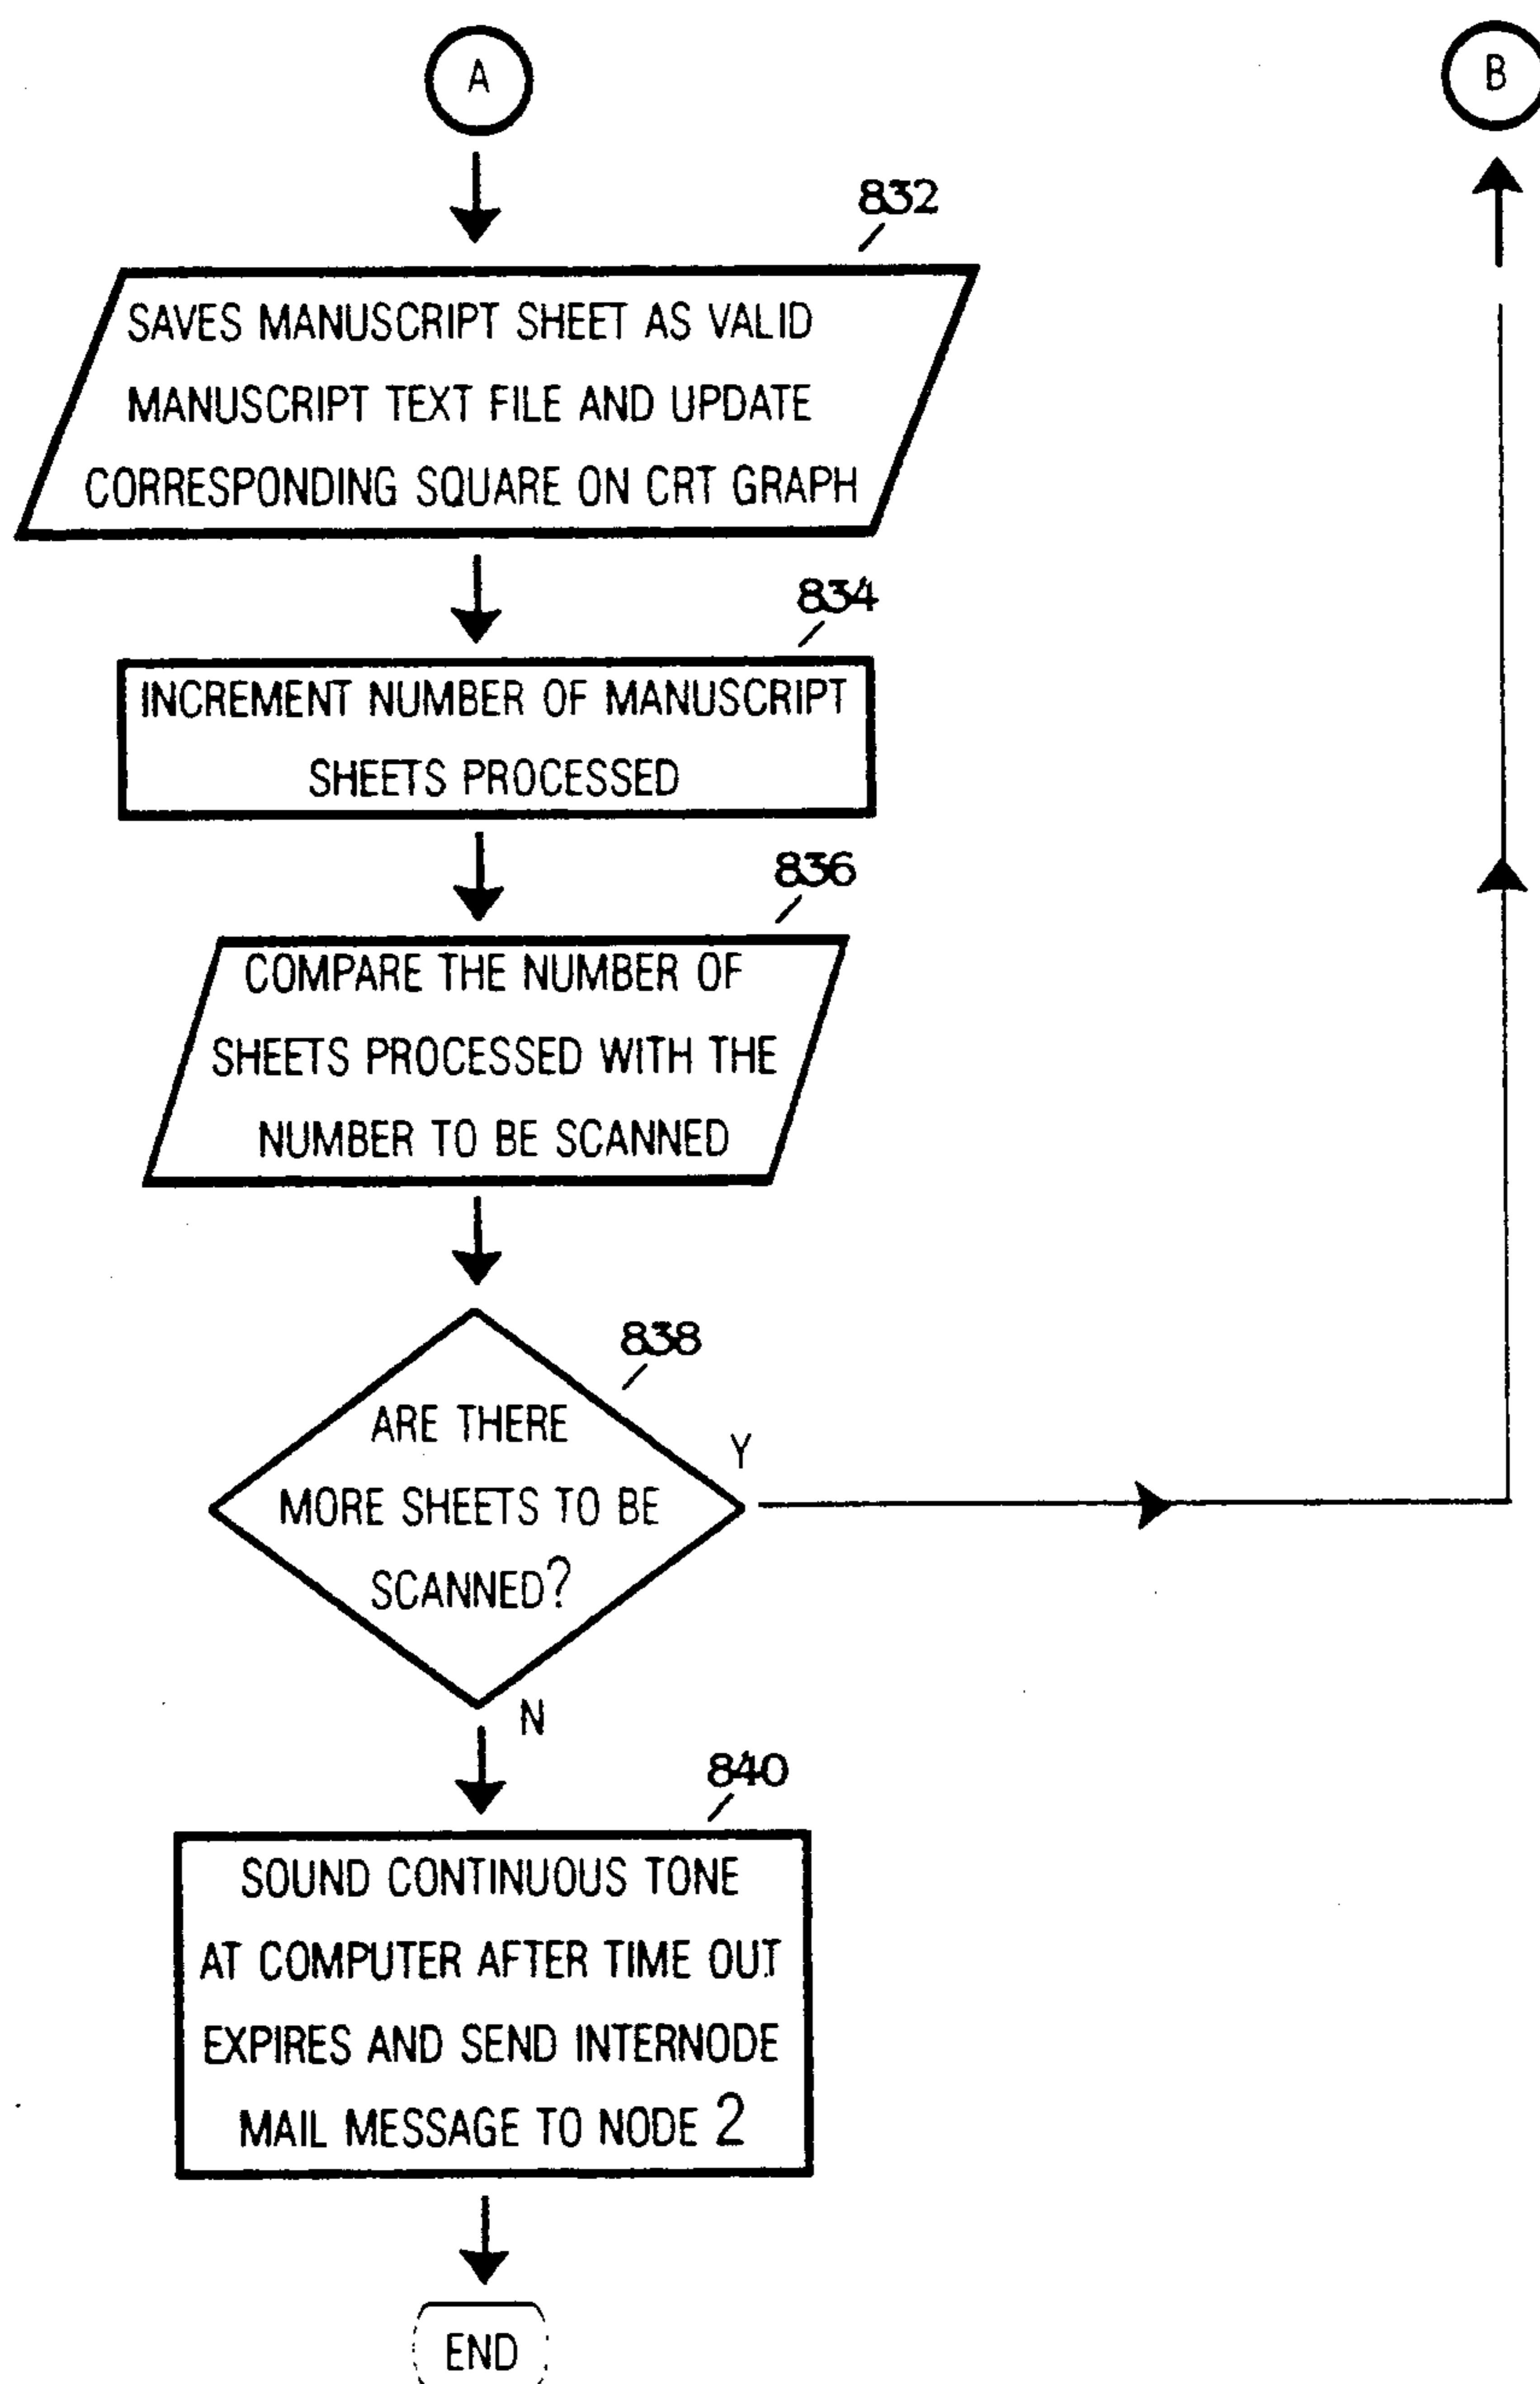 A
B
832
SAVES MANUSCRIPT SHEET AS VALID
MANUSCRIPT TEXT FILE AND UPDATE
CORRESPONDING SQUARE ON CRT GRAPH
834
INCREMENT NUMBER OF MANUSCRIPT
SHEETS PROCESSED
836
COMPARE THE NUMBER OF
SHEETS PROCESSED WITH THE
NUMBER TO BE SCANNED
838
ARE THERE
MORE SHEETS TO BE
SCANNED?
Y
N
840
SOUND CONTINUOUS TONE
AT COMPUTER AFTER TIME OUT
EXPIRES AND SEND INTERNODE
MAIL MESSAGE TO NODE 2
END